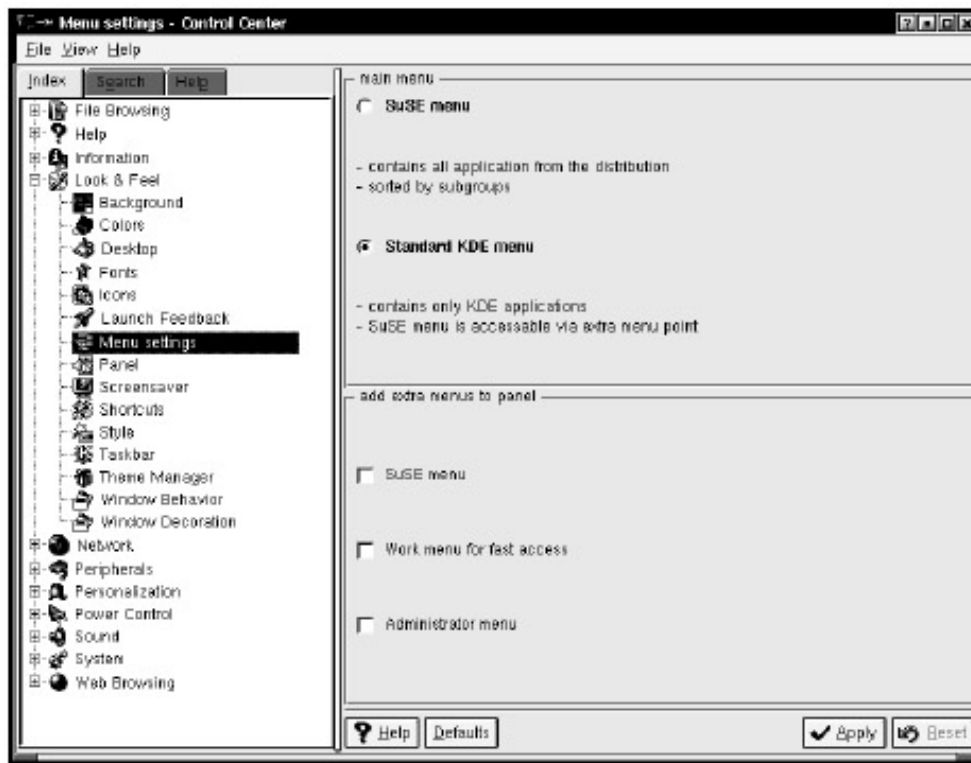 Menu settings - Control Center
File View Help
Index Search Help
File Browsing
Help
Information
Look & Feel
Background
Colors
Desktop
Fonts
Icons
Launch Feedback
Menu settings
Panel
Screensaver
Shortcuts
Style
Taskbar
Theme Manager
Window Behavior
Window Decoration
Network
Peripherals
Personalization
Power Control
Sound
System
Web Browsing
main menu
SuSE menu
- contains all application from the distribution
- sorted by subgroups
Standard KDE menu
- contains only KDE applications
- SuSE menu is accessable via extra menu point
add extra menus to panel
SuSE menu
Work menu for fast access
Administrator menu
Help Defaults Apply Reset